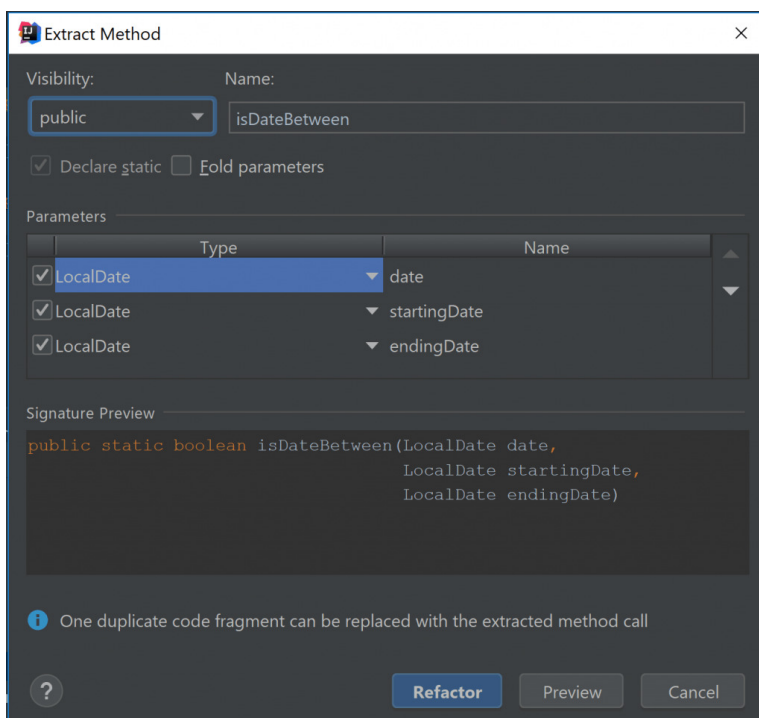 Extract Method
Visibility: Name:
public isDateBetween
Declare static Fold parameters
Parameters
Type Name
LocalDate date
LocalDate startingDate
LocalDate endingDate
Signature Preview
public static boolean isDateBetween(LocalDate date,
LocalDate startingDate,
LocalDate endingDate)
One duplicate code fragment can be replaced with the extracted method call
? Refactor Preview Cancel